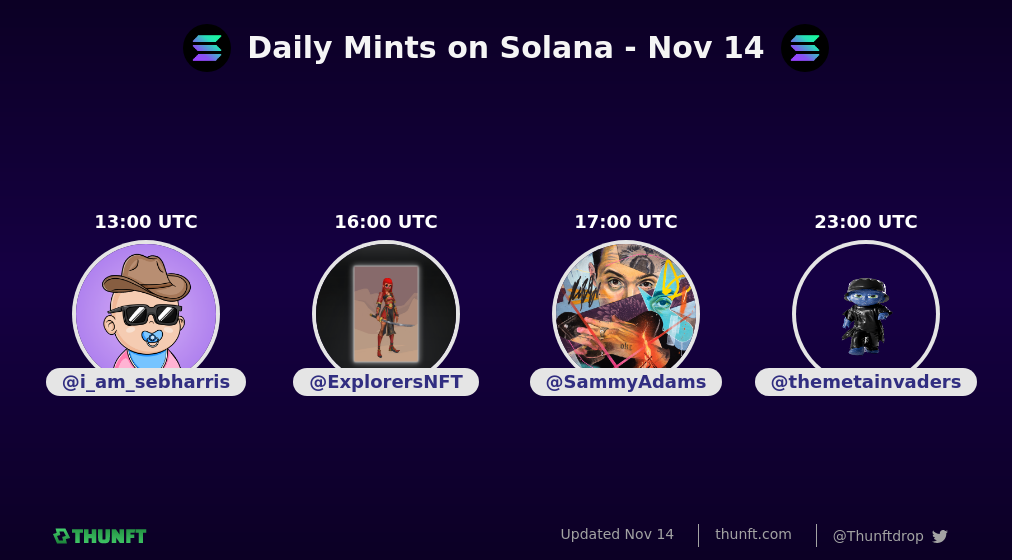 Daily Mints on Solana - Nov 14
13:00 UTC
16:00 UTC
17:00 UTC
23:00 UTC
@i_am_sebharris
@ExplorersNFT
@SammyAdams
@themetainvaders
THUNFT
Updated Nov 14
thunft.com
@Thunftdrop